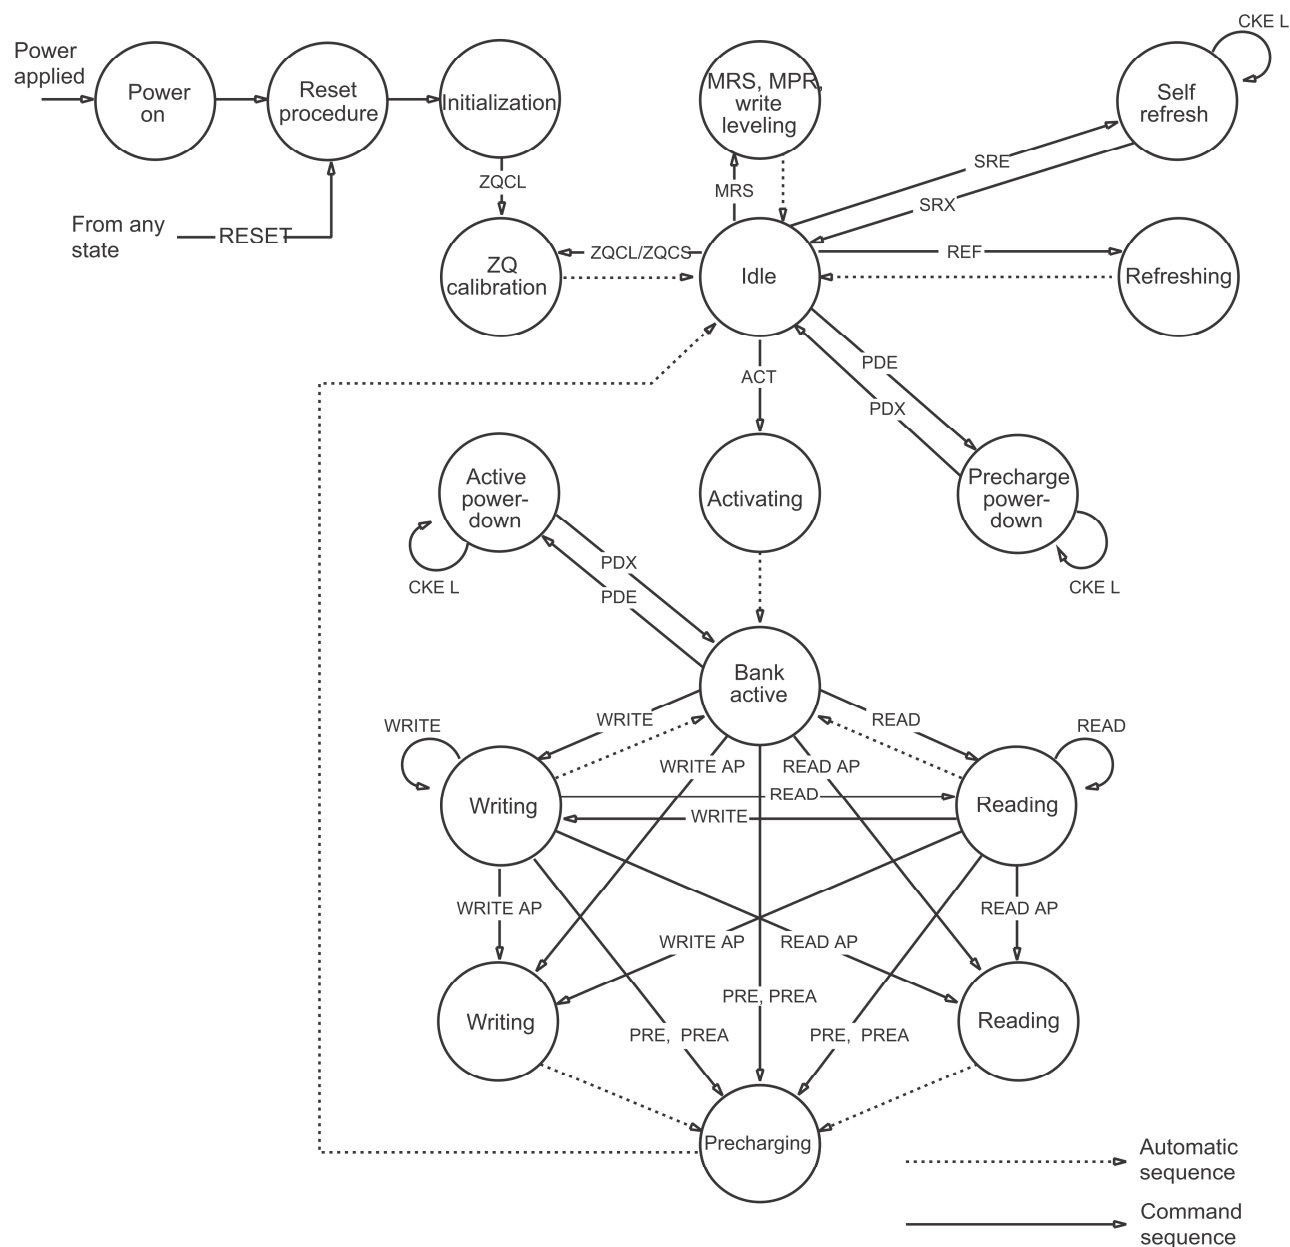 CKE L
Power
applied
Power
on
Reset
procedure
Initialization
MRS, MPR,
write
leveling
Self
refresh
ZQCL
MRS
SRE
SRX
From any
state
RESET
ZQ
calibration
ZQCL/ZQCS
Idle
REF
Refreshing
ACT
PDE
PDX
Active
power-
down
Activating
Precharge
power-
down
CKE L
PDX
PDE
CKE L
Bank
active
WRITE
WRITE
READ
READ
WRITE AP
READ AP
Writing
READ
WRITE
Reading
WRITE AP
READ AP
WRITE AP
READ AP
PRE, PREA
Writing
Reading
PRE, PREA
PRE, PREA
Precharging
Automatic
sequence
Command
sequence